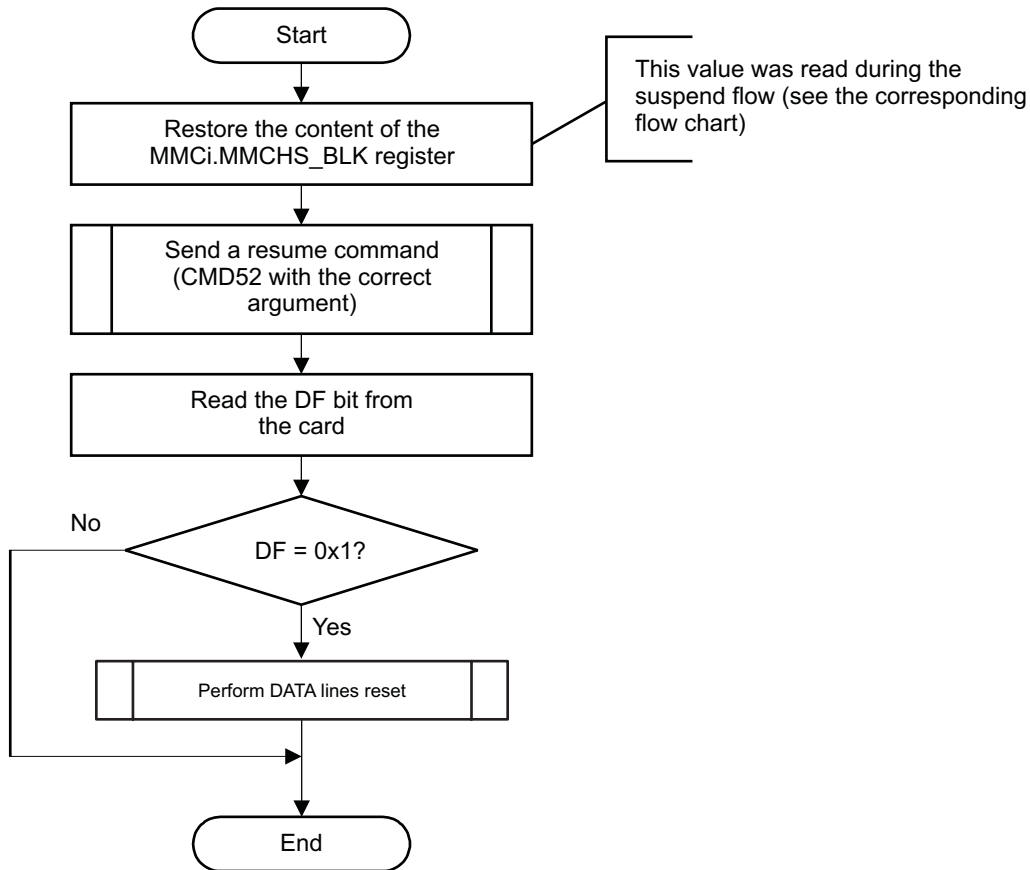 Start
This value was read during the
suspend flow (see the corresponding
flow chart)
Restore the content of the
MMCi.MMCHS_BLK register
Send a resume command
(CMD52 with the correct
argument)
Read the DF bit from
the card
No
DF = 0x1?
Yes
Perform DATA lines reset
End